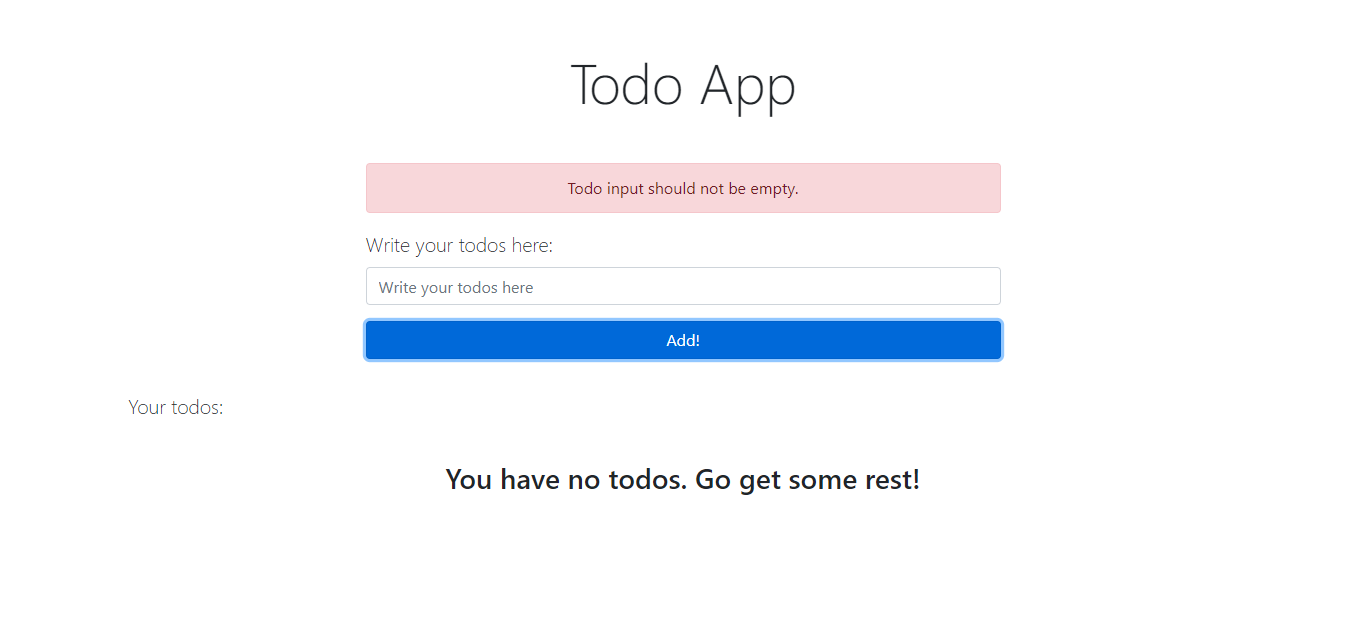 Todo App
Todo input should not be empty.
Write your todos here:
Write your todos here
Add!
Your todos:
You have no todos. Go get some rest!